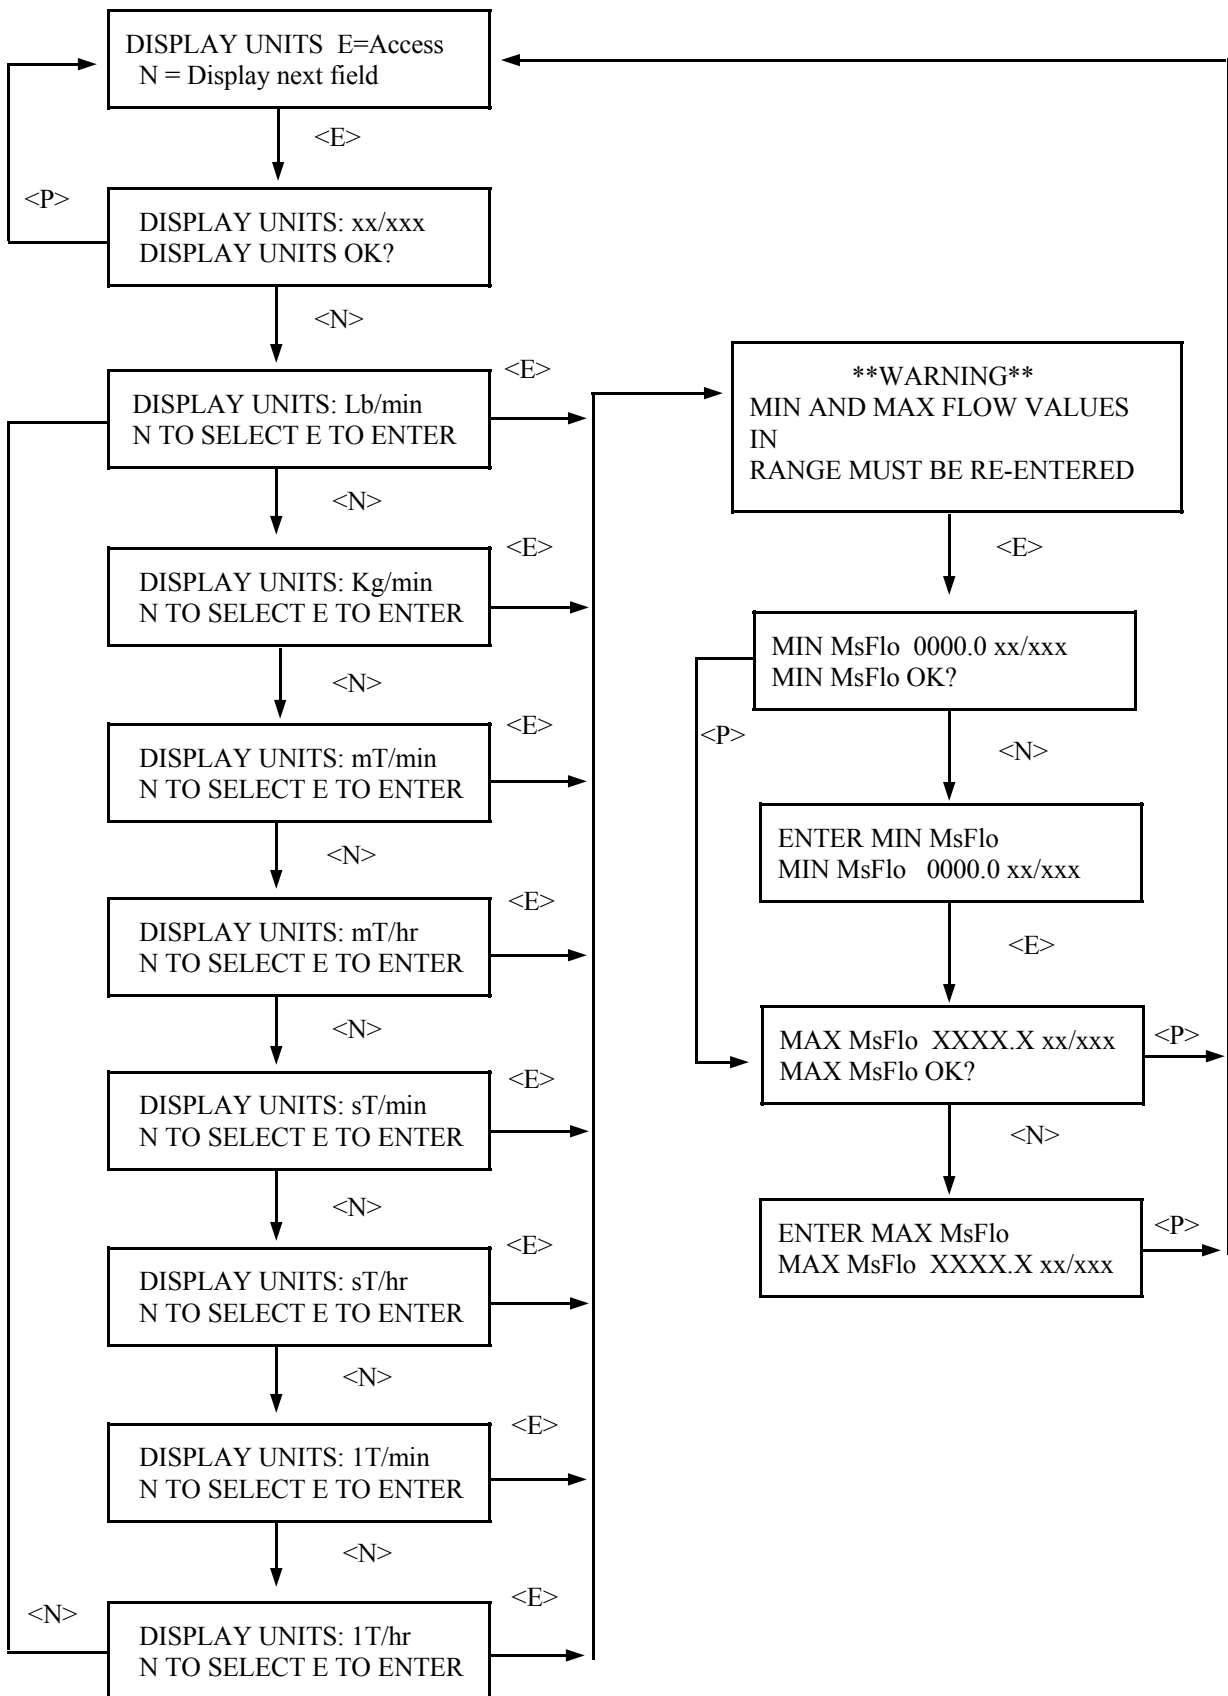 DISPLAY UNITS E=Access
N = Display next field
<E>
<P>
DISPLAY UNITS: xx/xxx
DISPLAY UNITS OK?
<N>
DISPLAY UNITS: Lb/min
N TO SELECT E TO ENTER
<E>
<N>
DISPLAY UNITS: Kg/min
N TO SELECT E TO ENTER
<E>
<N>
DISPLAY UNITS: mT/min
N TO SELECT E TO ENTER
<E>
<N>
DISPLAY UNITS: mT/hr
N TO SELECT E TO ENTER
<E>
<N>
DISPLAY UNITS: sT/min
N TO SELECT E TO ENTER
<E>
<N>
DISPLAY UNITS: sT/hr
N TO SELECT E TO ENTER
<E>
<N>
DISPLAY UNITS: 1T/min
N TO SELECT E TO ENTER
<E>
<N>
<N>
DISPLAY UNITS: 1T/hr
N TO SELECT E TO ENTER
<E>
**WARNING**
MIN AND MAX FLOW VALUES
IN
RANGE MUST BE RE-ENTERED
<E>
MIN MsFlo 0000.0 xx/xxx
MIN MsFlo OK?
<P>
<N>
ENTER MIN MsFlo
MIN MsFlo 0000.0 xx/xxx
<E>
MAX MsFlo XXXX.X xx/xxx
MAX MsFlo OK?
<P>
<N>
ENTER MAX MsFlo
MAX MsFlo XXXX.X xx/xxx
<P>